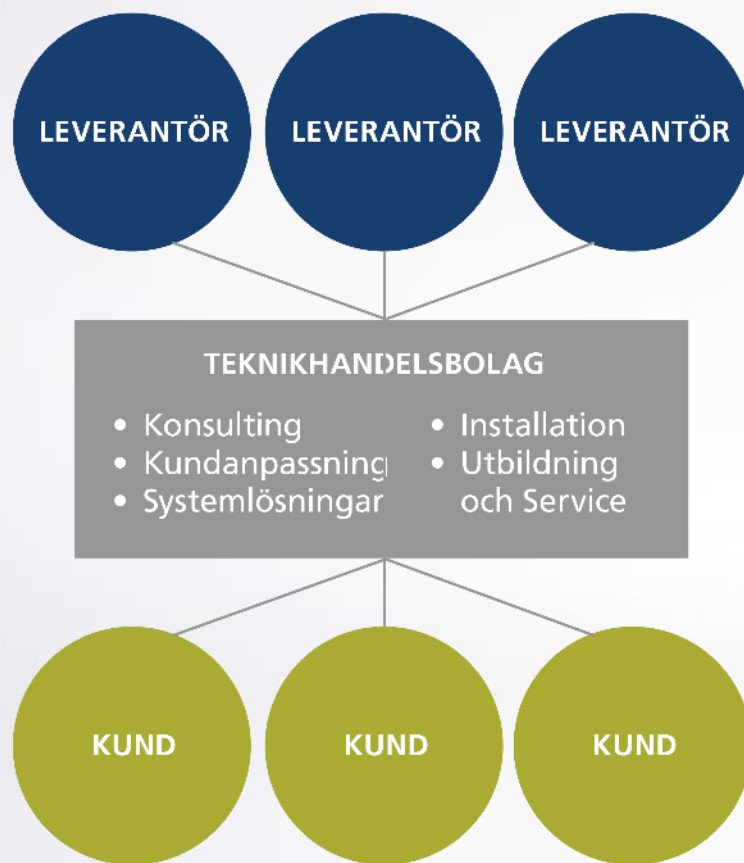 LEVERANTÖR LEVERANTÖR LEVERANTÖR
TEKNIKHANDELSBOLAG
• Konsulting
• Kundanpassning
• Systemlösningar
• Installation
• Utbildning
och Service
KUND KUND KUND